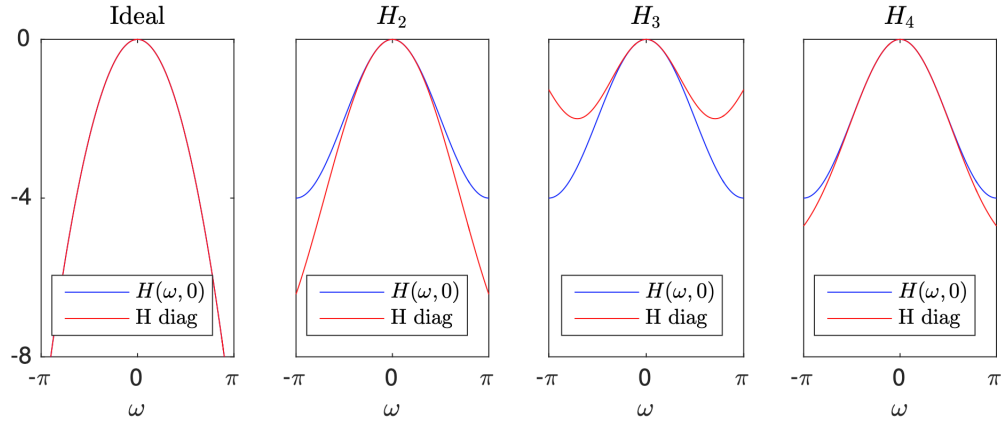 Ideal
0
-4
-8
-π 0 π
ω
H(ω, 0)
H diag
H₂
-π 0 π
ω
H(ω, 0)
H diag
H₃
-π 0 π
ω
H(ω, 0)
H diag
H₄
-π 0 π
ω
H(ω, 0)
H diag